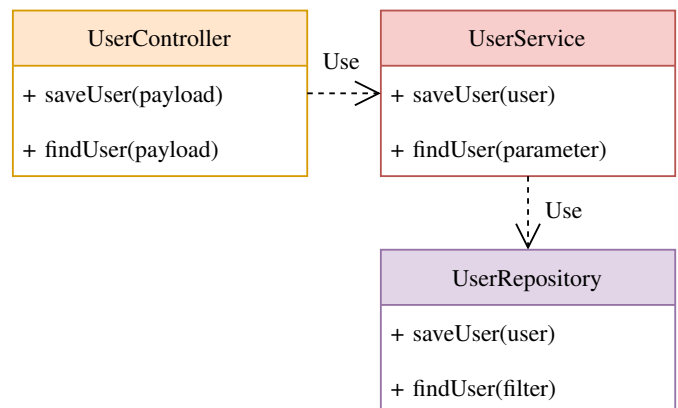 UserController
+ saveUser(payload)
+ findUser(payload)
Use
UserService
+ saveUser(user)
+ findUser(parameter)
Use
UserRepository
+ saveUser(user)
+ findUser(filter)